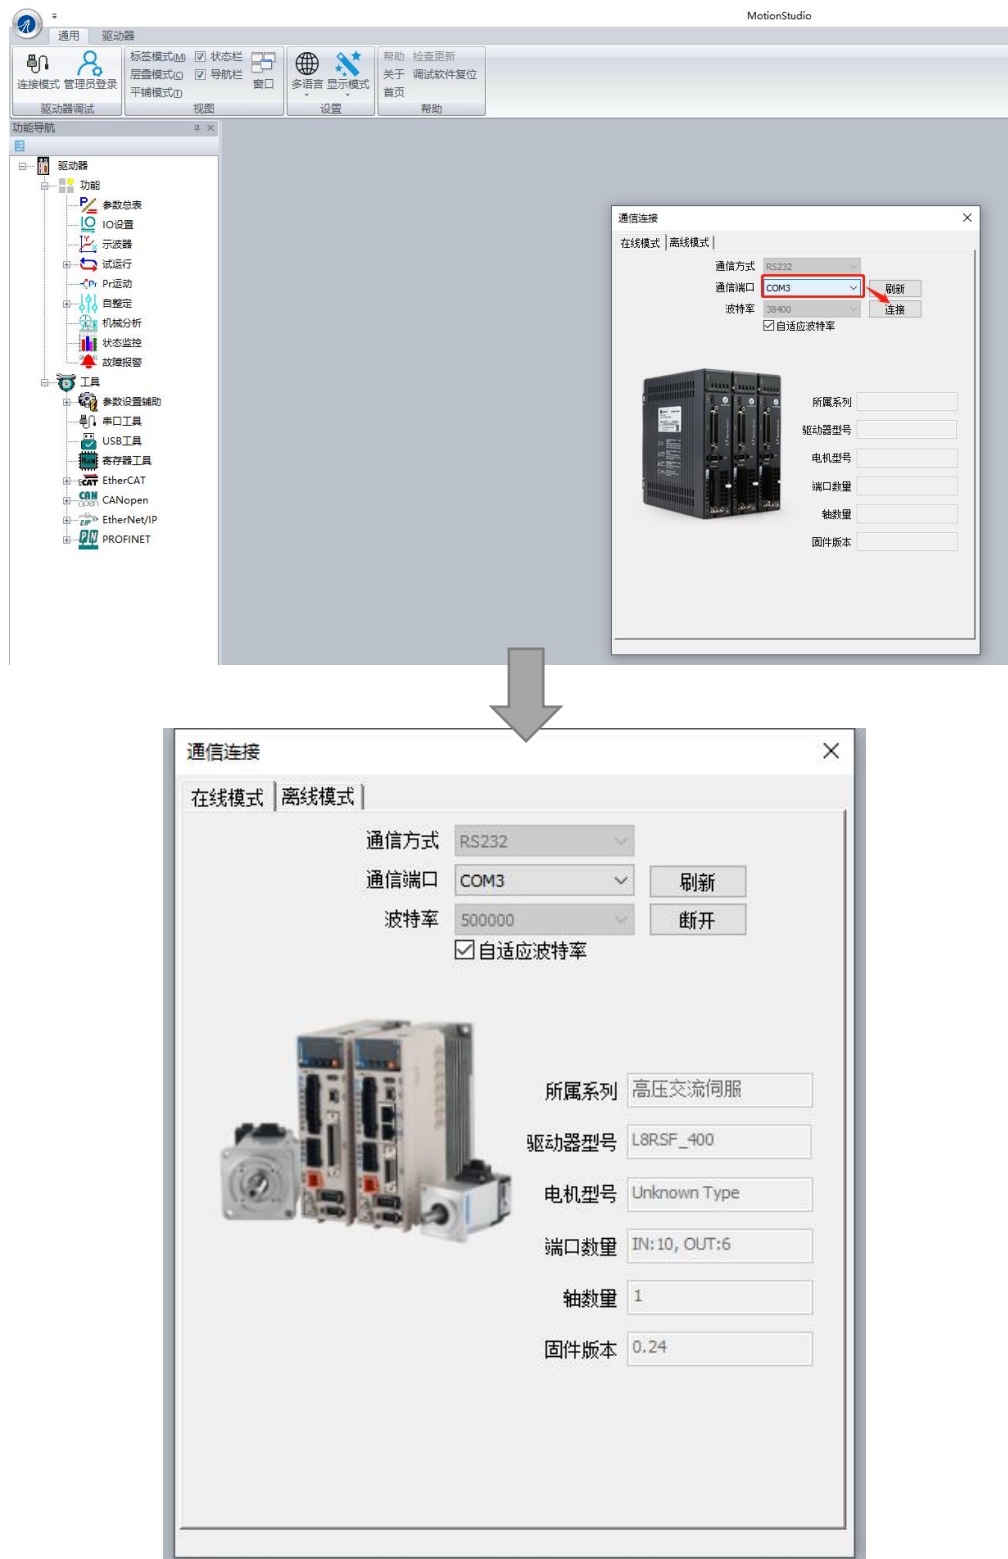 MotionStudio
通用 驱动器
连接模式 管理员登录
驱动器调试
标签模式(M)
层叠模式(C)
平铺模式(I)
状态栏
导航栏
窗口
视图
多语言 显示模式
设置
帮助 检查更新
关于 调试软件复位
首页
帮助
功能导航
驱动器
功能
参数总表
IO设置
示波器
试运行
Pr运动
自整定
机械分析
状态监控
故障报警
工具
参数设置辅助
串口工具
USB工具
寄存器工具
EtherCAT
CANopen
EtherNet/IP
PROFINET
通信连接
在线模式 离线模式
通信方式 RS232
通信端口 COM3 刷新
波特率 38400 连接
自适应波特率
所属系列
驱动器型号
电机型号
端口数量
轴数量
固件版本
通信连接
在线模式 离线模式
通信方式 RS232
通信端口 COM3 刷新
波特率 500000 断开
自适应波特率
所属系列 高压交流伺服
驱动器型号 L8RSF_400
电机型号 Unknown Type
端口数量 IN:10, OUT:6
轴数量 1
固件版本 0.24